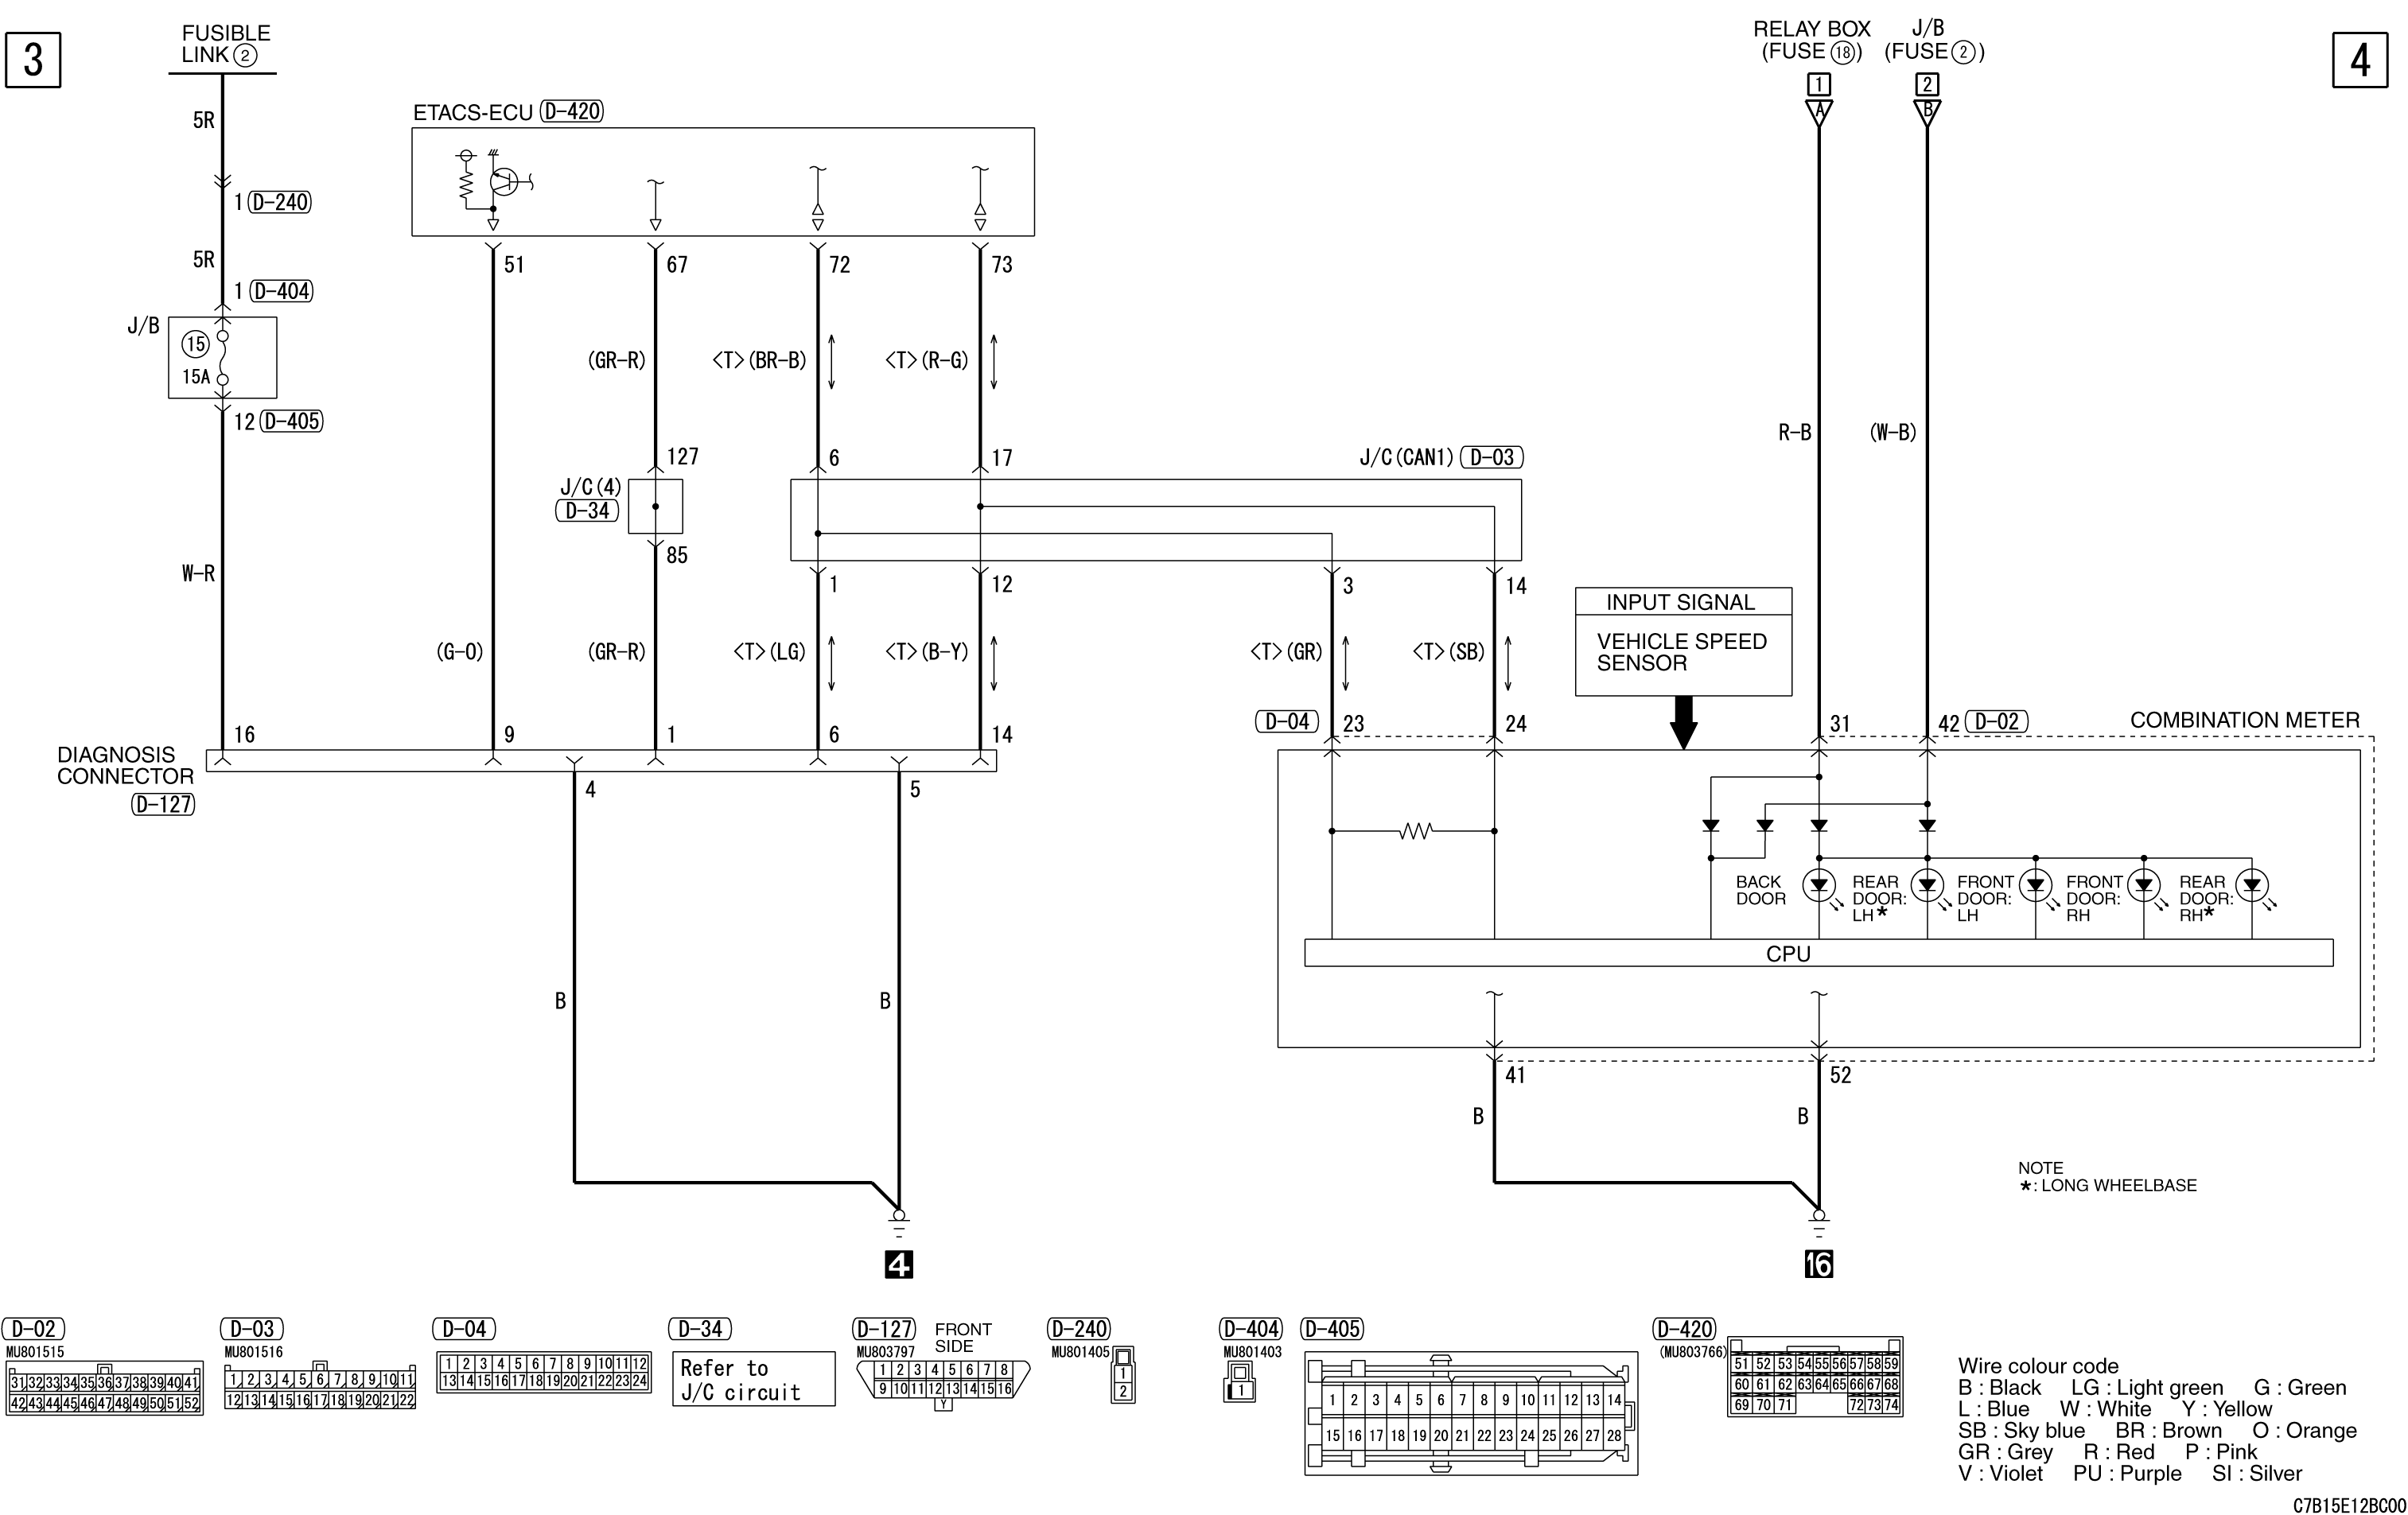 3
FUSIBLE
LINK 2
RELAY BOX
(FUSE 18)
J/B
(FUSE 2)
4
1
A
2
B
5R
ETACS-ECU D-420
1 D-240
5R
1 D-404
51
67
72
73
J/B
15
15A
12 D-405
(GR-R)
<T>(BR-B)
<T>(R-G)
R-B
(W-B)
127
6
17
J/C(CAN1) D-03
J/C(4)
D-34
85
1
12
3
14
W-R
(G-O)
(GR-R)
<T>(LG)
<T>(B-Y)
<T>(GR)
<T>(SB)
INPUT SIGNAL
VEHICLE SPEED
SENSOR
16
9
1
6
14
D-04 23
24
31
42 D-02
COMBINATION METER
DIAGNOSIS
CONNECTOR
D-127
4
5
BACK
DOOR
REAR
DOOR:
LH*
FRONT
DOOR:
LH
FRONT
DOOR:
RH
REAR
DOOR:
RH*
CPU
B
B
41
52
B
B
NOTE
*: LONG WHEELBASE
4
16
D-02
MU801515
31 32 33 34 35 36 37 38 39 40 41
42 43 44 45 46 47 48 49 50 51 52
D-03
MU801516
1 2 3 4 5 6 7 8 9 10 11
12 13 14 15 16 17 18 19 20 21 22
D-04
1 2 3 4 5 6 7 8 9 10 11 12
13 14 15 16 17 18 19 20 21 22 23 24
D-34
Refer to
J/C circuit
D-127
MU803797
FRONT
SIDE
1 2 3 4 5 6 7 8
9 10 11 12 13 14 15 16
Y
D-240
MU801405
1
2
D-404
MU801403
1
D-405
1 2 3 4 5 6 7 8 9 10 11 12 13 14
15 16 17 18 19 20 21 22 23 24 25 26 27 28
D-420
(MU803766)
51 52 53 54 55 56 57 58 59
60 61 62 63 64 65 66 67 68
69 70 71 72 73 74
Wire colour code
B : Black LG : Light green G : Green
L : Blue W : White Y : Yellow
SB : Sky blue BR : Brown O : Orange
GR : Grey R : Red P : Pink
V : Violet PU : Purple SI : Silver
C7B15E12BC00